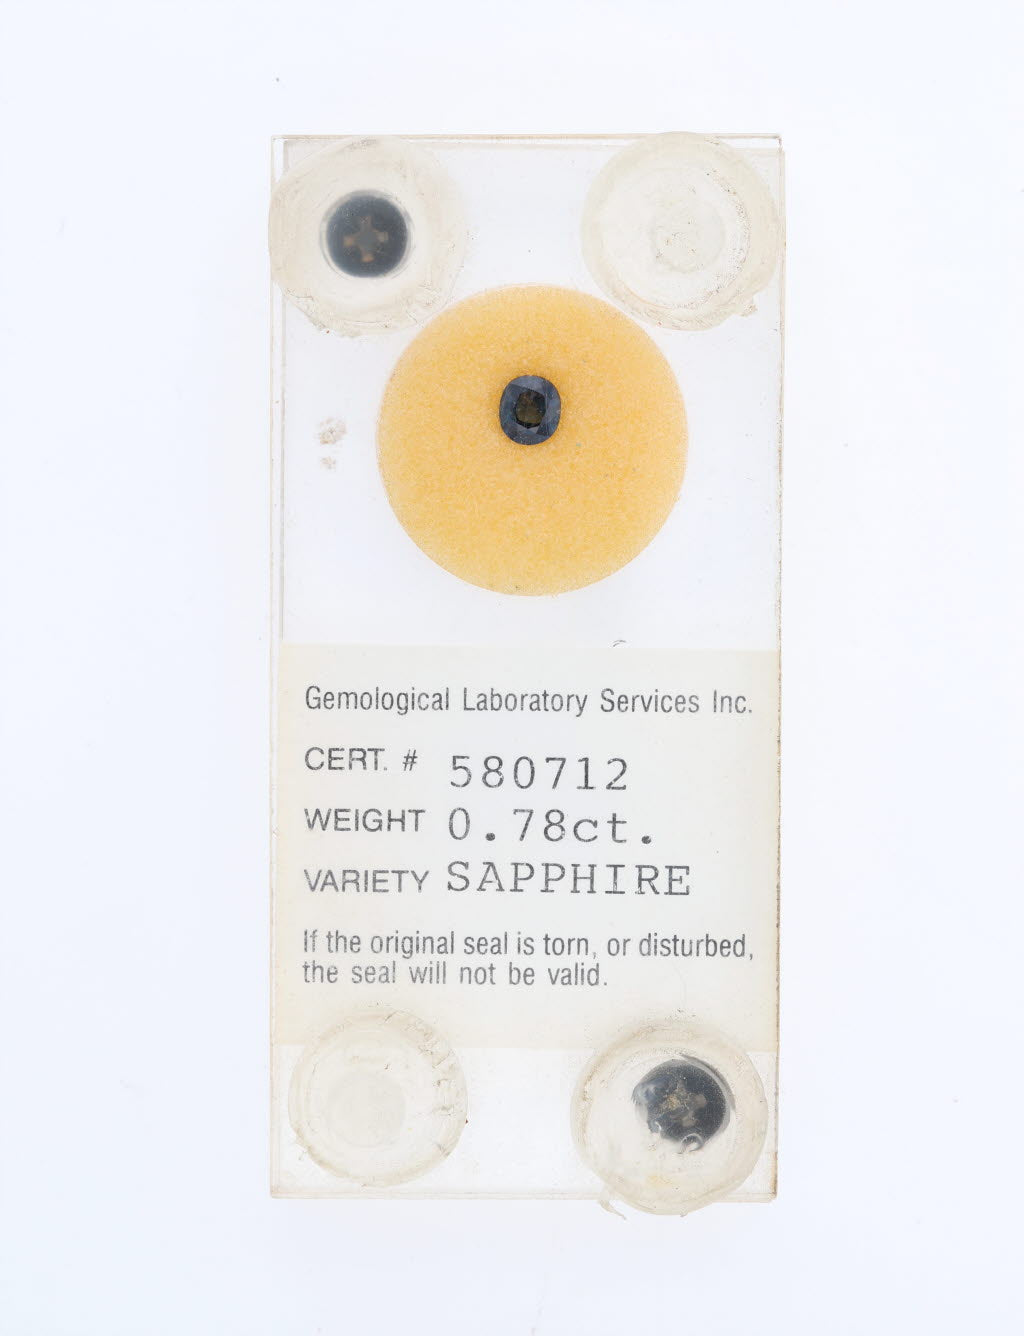 Gemological Laboratory Services Inc.
CERT. # 580712
WEIGHT 0.78ct.
VARIETY SAPPHIRE
If the original seal is torn, or disturbed,
the seal will not be valid.